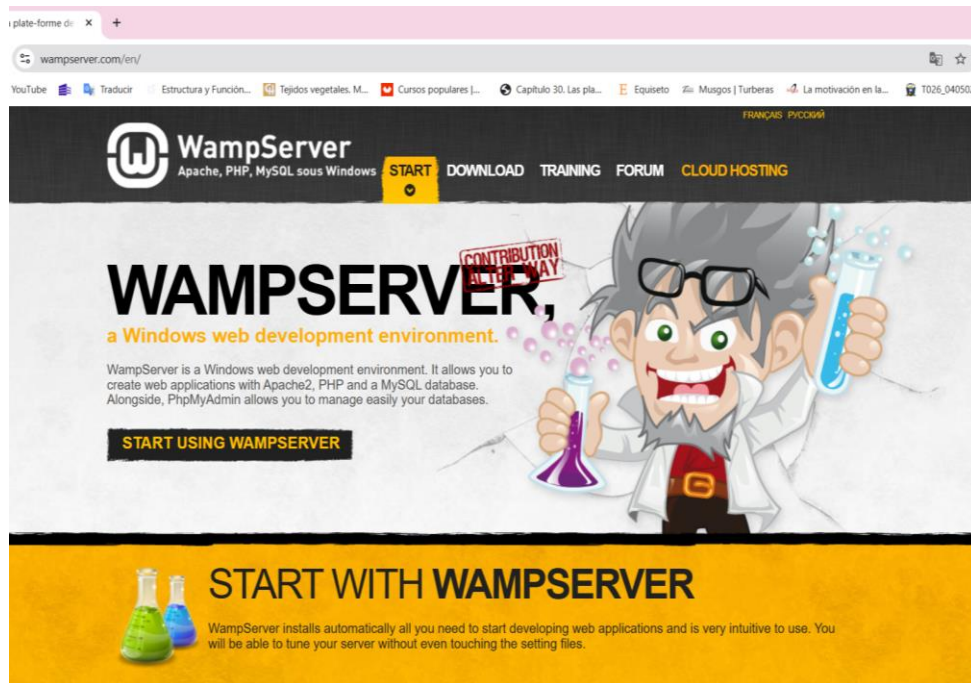 plate-forme de
wampserver.com/en/
YouTube Traducir Estructura y Función... Tejidos vegetales. M... Cursos populares |... Capítulo 30. Las pla... Equiseto Musgos | Turberas La motivación en la... T026_04050
FRANÇAIS РУССКИЙ
WampServer
Apache, PHP, MySQL sous Windows
START DOWNLOAD TRAINING FORUM CLOUD HOSTING
CONTRIBUTION
ALTER WAY
WAMPSERVER,
a Windows web development environment.
WampServer is a Windows web development environment. It allows you to
create web applications with Apache2, PHP and a MySQL database.
Alongside, PhpMyAdmin allows you to manage easily your databases.
START USING WAMPSERVER
START WITH WAMPSERVER
WampServer installs automatically all you need to start developing web applications and is very intuitive to use. You
will be able to tune your server without even touching the setting files.